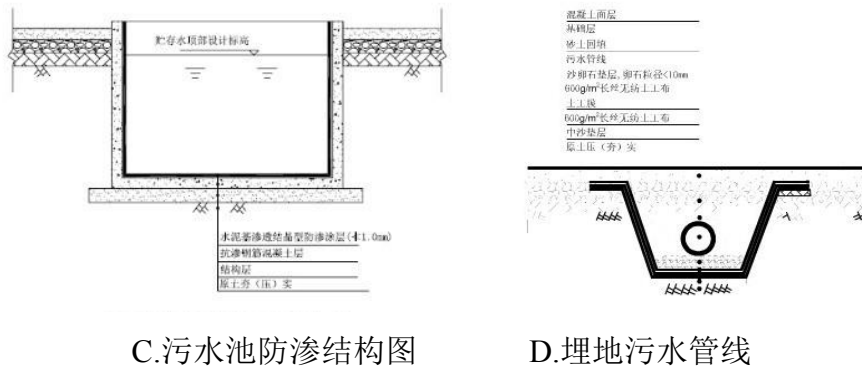 贮存水顶部设计标高
水泥基渗透结晶型防渗涂层(≮1.0mm)
抗渗钢筋混凝土层
结构层
原土夯(压)实
C.污水池防渗结构图
混凝土面层
基础层
砂土回填
污水管线
沙卵石垫层,卵石粒径<10mm
600g/m²长丝无纺土工布
土工膜
600g/m²长丝无纺土工布
中沙垫层
原土压(夯)实
D.埋地污水管线